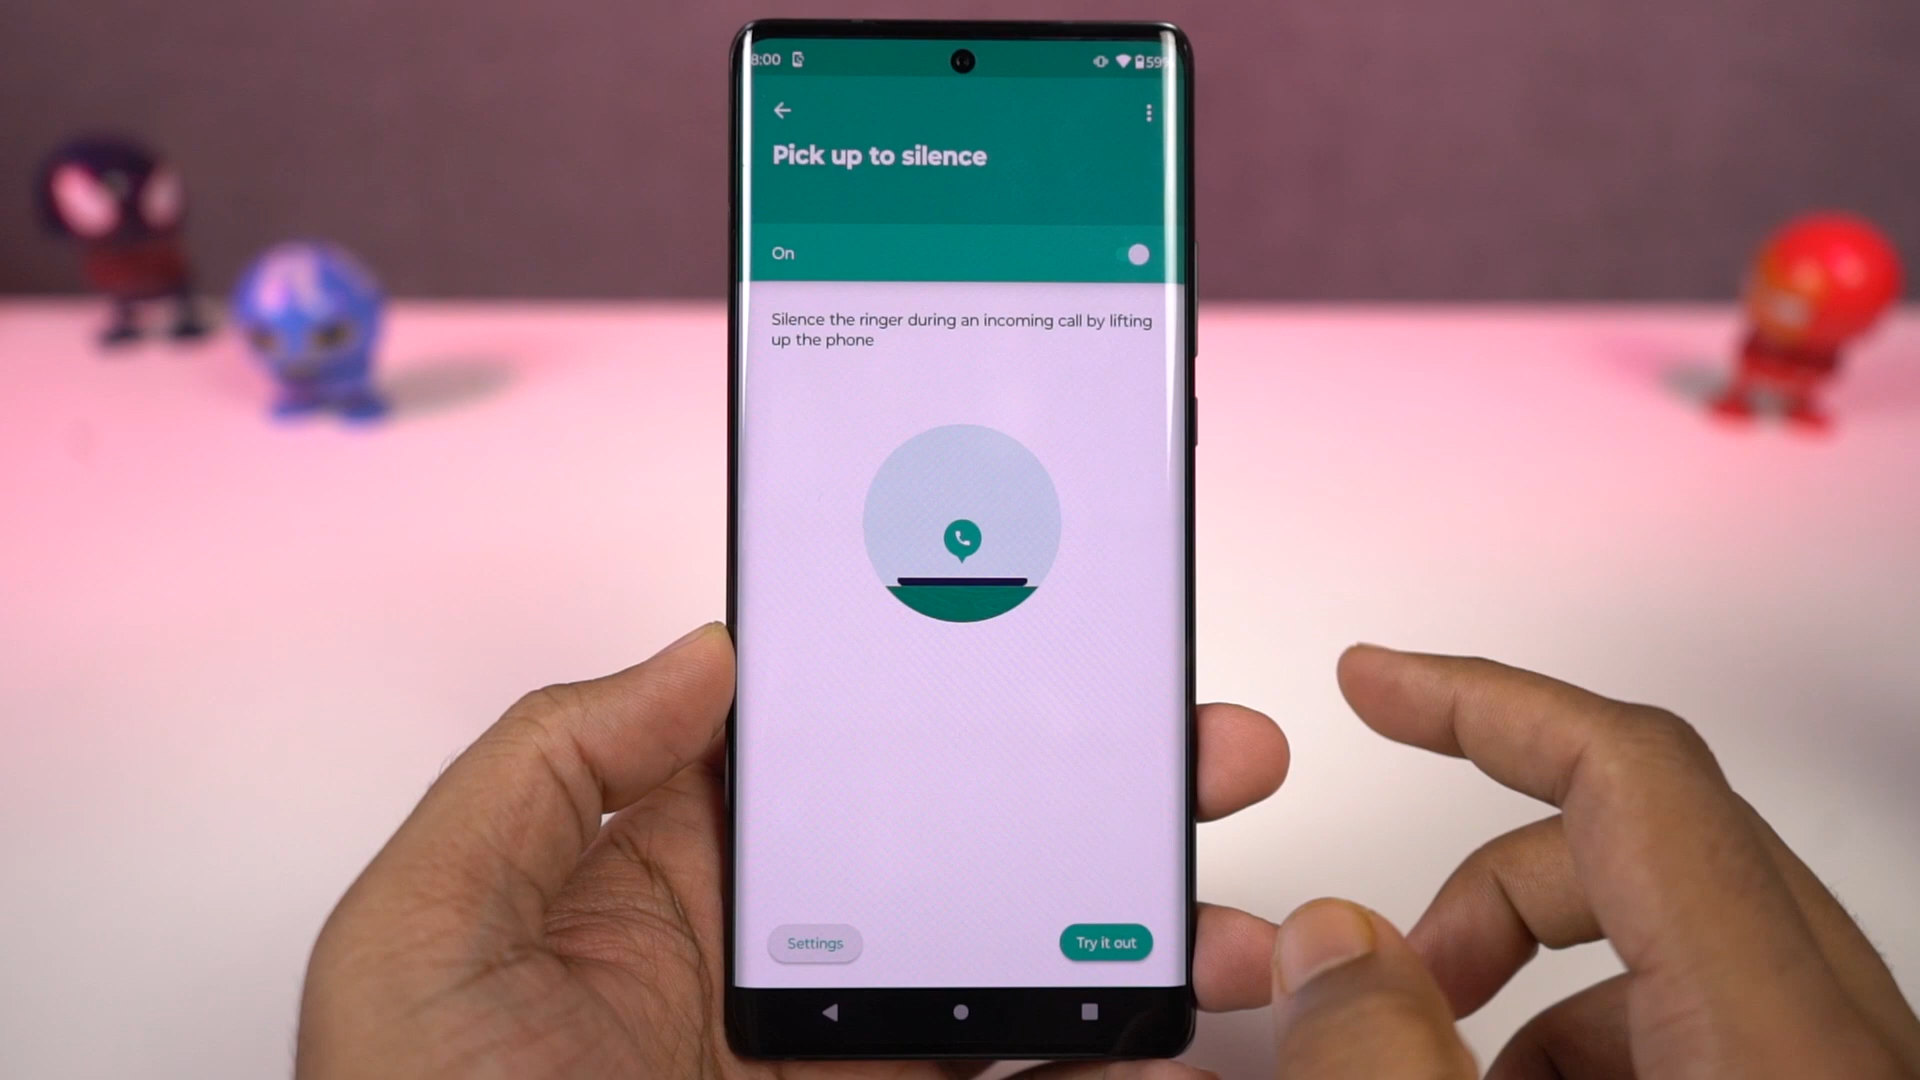 8:00 59%
Pick up to silence
On
Silence the ringer during an incoming call by lifting
up the phone
Settings Try it out